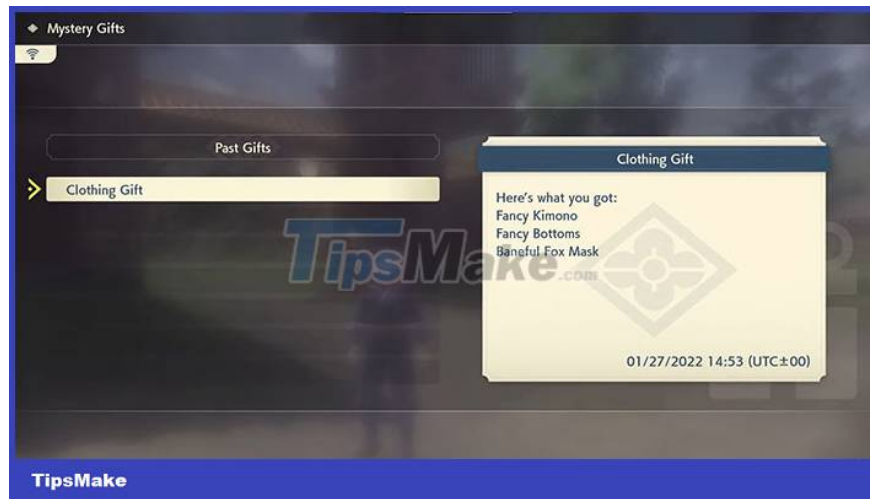 Mystery Gifts
Past Gifts
Clothing Gift
Clothing Gift
Here's what you got:
Fancy Kimono
Fancy Bottoms
Baneful Fox Mask
01/27/2022 14:53 (UTC±00)
TipsMake.com
TipsMake